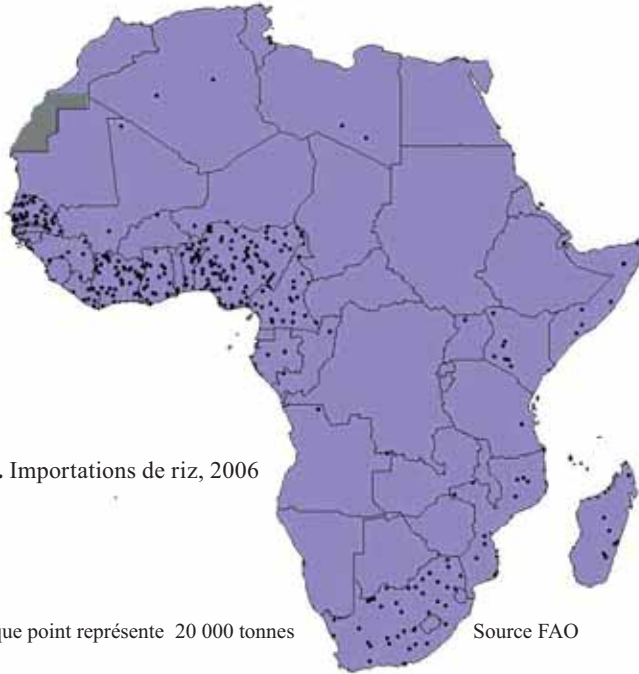 . Importations de riz, 2006
que point représente 20 000 tonnes Source FAO